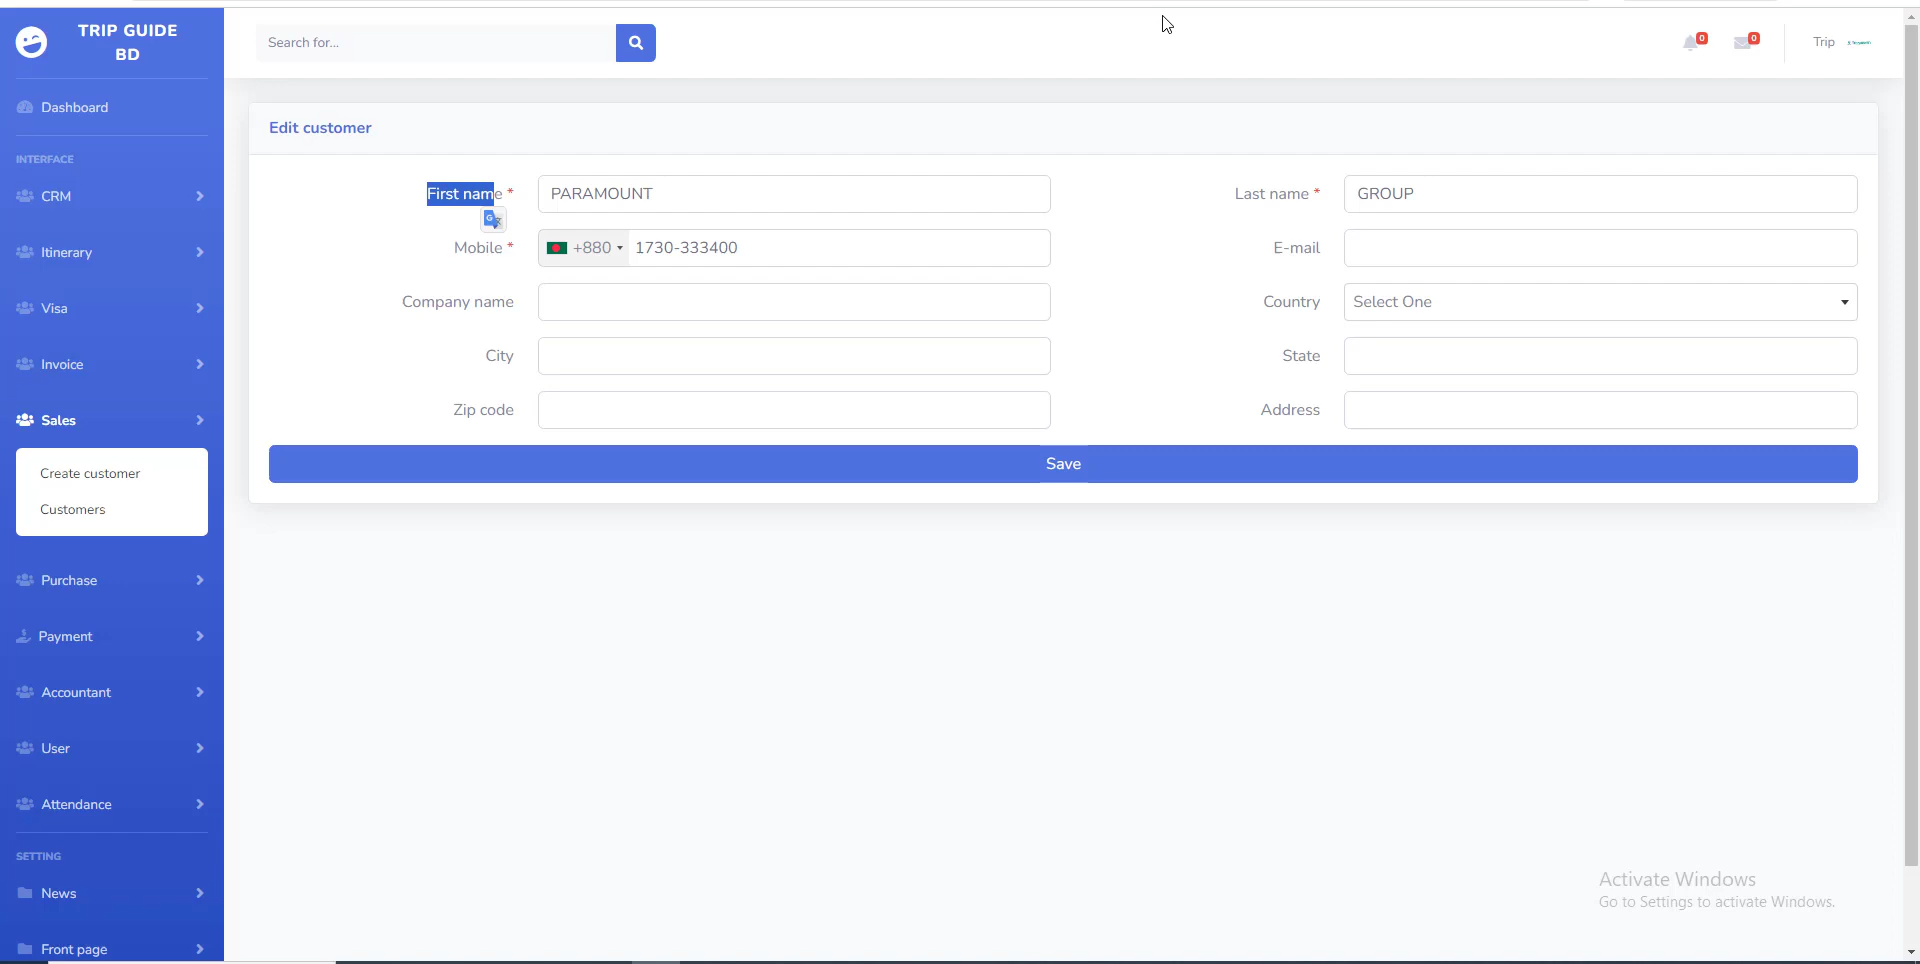 TRIP GUIDE
BD
Search for...
0
0
Trip
Dashboard
INTERFACE
CRM
Itinerary
Visa
Invoice
Sales
Create customer
Customers
Purchase
Payment
Accountant
User
Attendance
SETTING
News
Front page
Edit customer
First name *
PARAMOUNT
Last name *
GROUP
Mobile *
+880
1730-333400
E-mail
Company name
Country
Select One
City
State
Zip code
Address
Save
Activate Windows
Go to Settings to activate Windows.